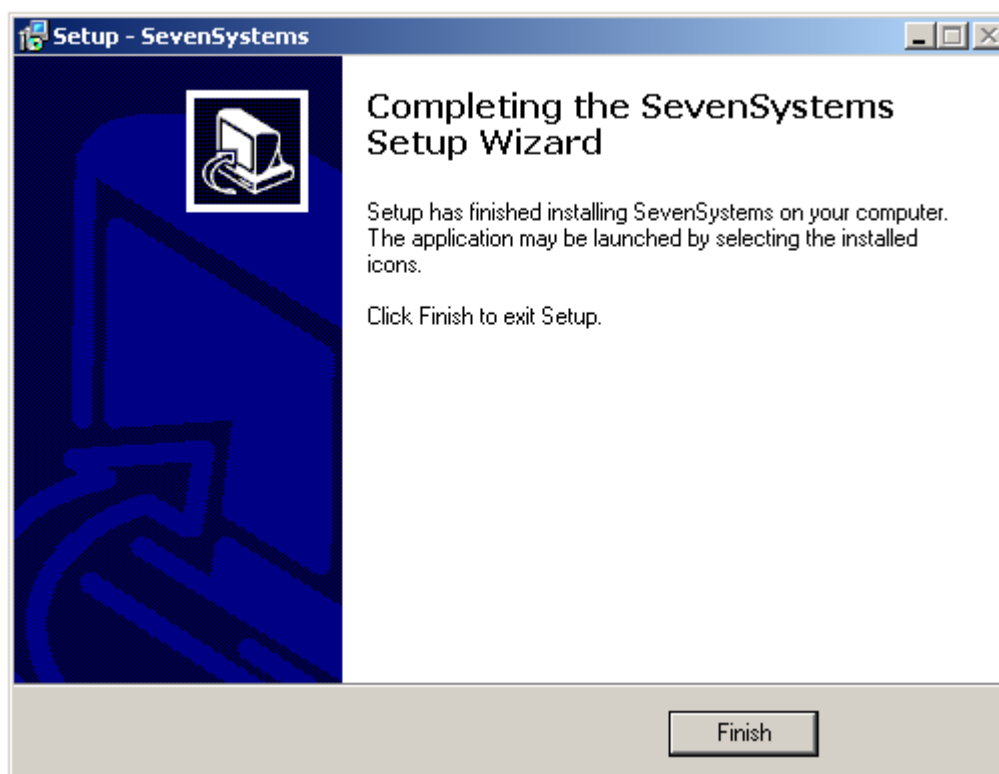 Setup - SevenSystems
Completing the SevenSystems
Setup Wizard
Setup has finished installing SevenSystems on your computer.
The application may be launched by selecting the installed
icons.
Click Finish to exit Setup.
Finish